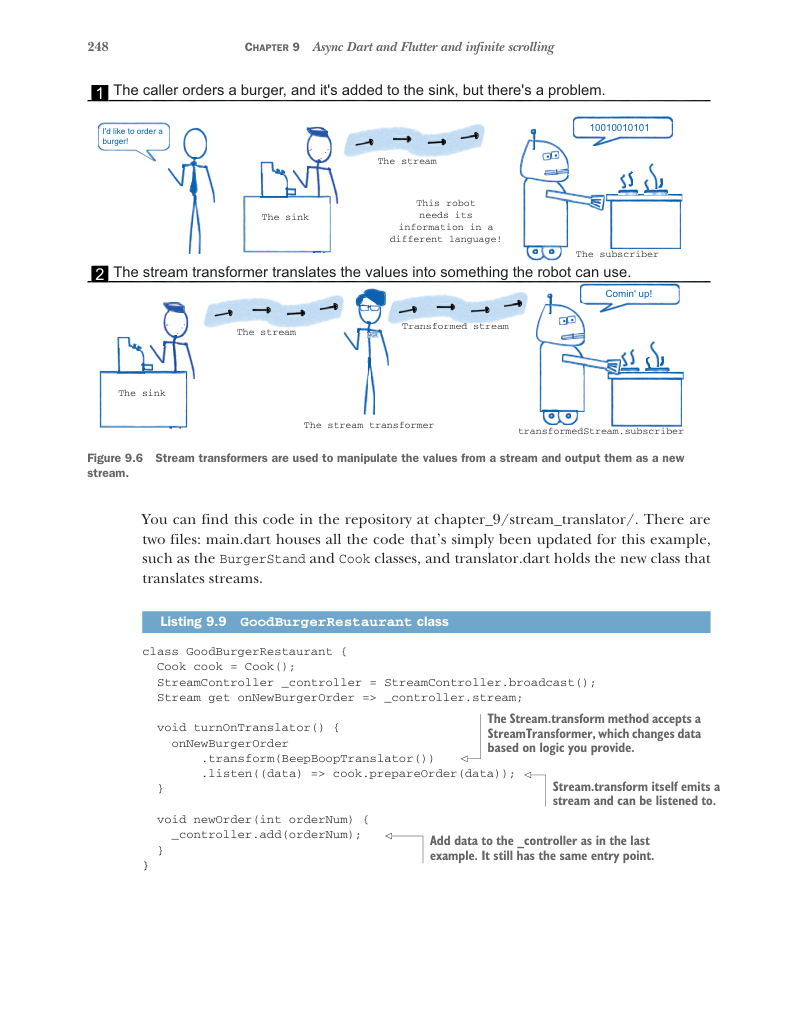 248
CHAPTER 9 Async Dart and Flutter and infinite scrolling
1 The caller orders a burger, and it's added to the sink, but there's a problem.
I'd like to order a
burger!
10010010101
The stream
This robot
needs its
information in a
different language!
The sink
The subscriber
2 The stream transformer translates the values into something the robot can use.
Comin' up!
The stream
Transformed stream
The sink
The stream transformer
transformedStream.subscriber
Figure 9.6 Stream transformers are used to manipulate the values from a stream and output them as a new
stream.
You can find this code in the repository at chapter_9/stream_translator/. There are
two files: main.dart houses all the code that’s simply been updated for this example,
such as the BurgerStand and Cook classes, and translator.dart holds the new class that
translates streams.
Listing 9.9 GoodBurgerRestaurant class
class GoodBurgerRestaurant {
  Cook cook = Cook();
  StreamController _controller = StreamController.broadcast();
  Stream get onNewBurgerOrder => _controller.stream;
  void turnOnTranslator() {
    onNewBurgerOrder
        .transform(BeepBoopTranslator())
        .listen((data) => cook.prepareOrder(data));
  }
The Stream.transform method accepts a
StreamTransformer, which changes data
based on logic you provide.
Stream.transform itself emits a
stream and can be listened to.
  void newOrder(int orderNum) {
    _controller.add(orderNum);
  }
}
Add data to the _controller as in the last
example. It still has the same entry point.